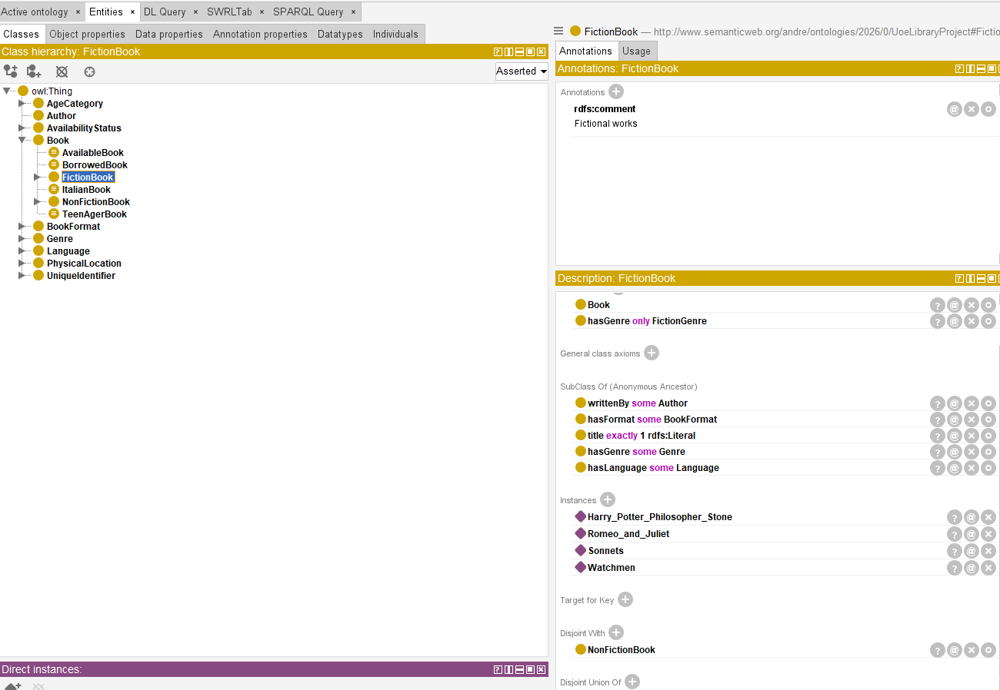 Active ontology × Entities × DL Query × SWRLTab × SPARQL Query ×
Classes Object properties Data properties Annotation properties Datatypes Individuals
Class hierarchy: FictionBook
Asserted
owl:Thing
AgeCategory
Author
AvailabilityStatus
Book
AvailableBook
BorrowedBook
FictionBook
ItalianBook
NonFictionBook
TeenAgerBook
BookFormat
Genre
Language
PhysicalLocation
UniqueIdentifier
Direct instances:
FictionBook — http://www.semanticweb.org/andre/ontologies/2026/0/UoeLibraryProject#Fictio
Annotations Usage
Annotations: FictionBook
Annotations
rdfs:comment
Fictional works
Description: FictionBook
Book
hasGenre only FictionGenre
General class axioms
SubClass Of (Anonymous Ancestor)
writtenBy some Author
hasFormat some BookFormat
title exactly 1 rdfs:Literal
hasGenre some Genre
hasLanguage some Language
Instances
Harry_Potter_Philosopher_Stone
Romeo_and_Juliet
Sonnets
Watchmen
Target for Key
Disjoint With
NonFictionBook
Disjoint Union Of